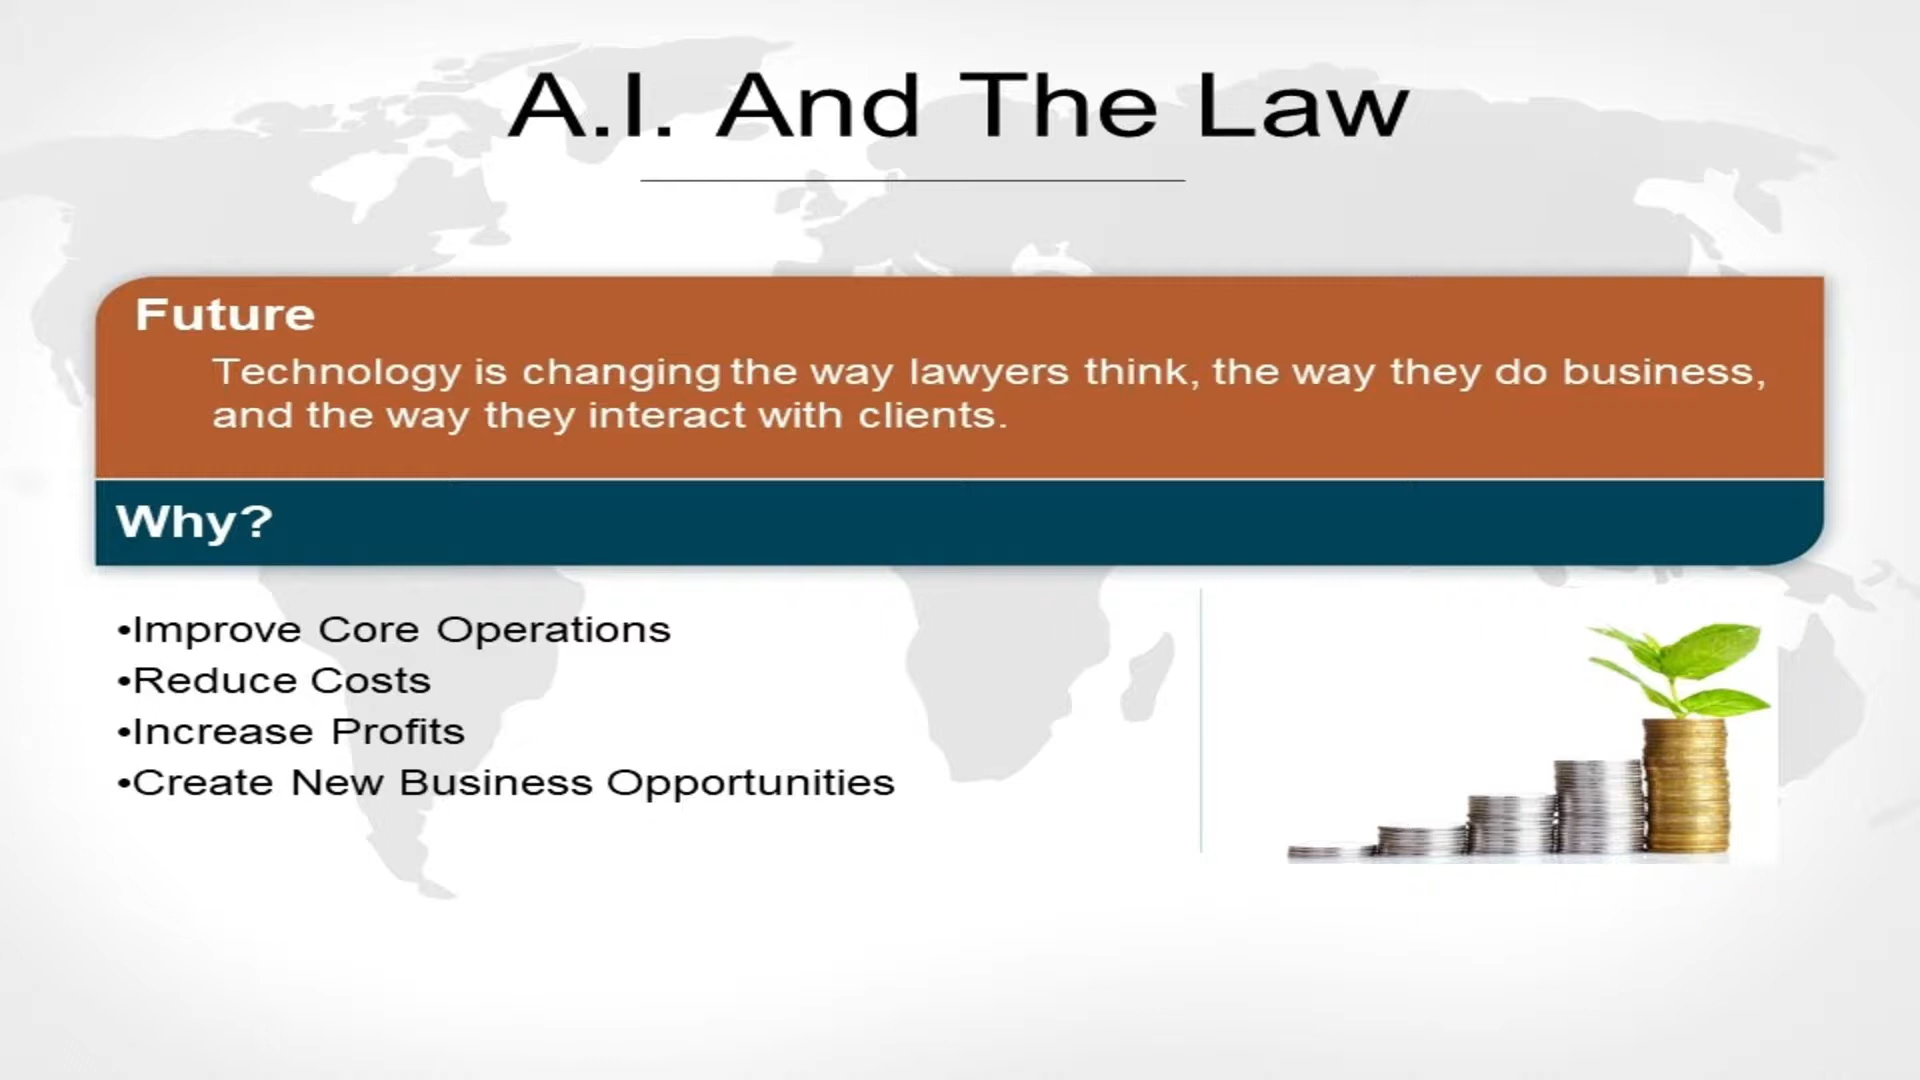 A.I. And The Law
Future
Technology is changing the way lawyers think, the way they do business,
and the way they interact with clients.
Why?
•Improve Core Operations
•Reduce Costs
•Increase Profits
•Create New Business Opportunities